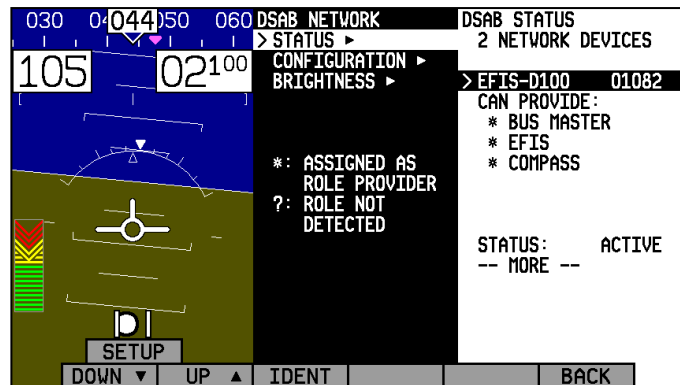 030 04 044 050 060
105 02100
SETUP
DSAB NETWORK
> STATUS ►
CONFIGURATION ►
BRIGHTNESS ►
*: ASSIGNED AS
ROLE PROVIDER
?: ROLE NOT
DETECTED
DSAB STATUS
2 NETWORK DEVICES
> EFIS-D100 01082
CAN PROVIDE:
* BUS MASTER
* EFIS
* COMPASS
STATUS: ACTIVE
-- MORE --
DOWN ▼ UP ▲ IDENT BACK